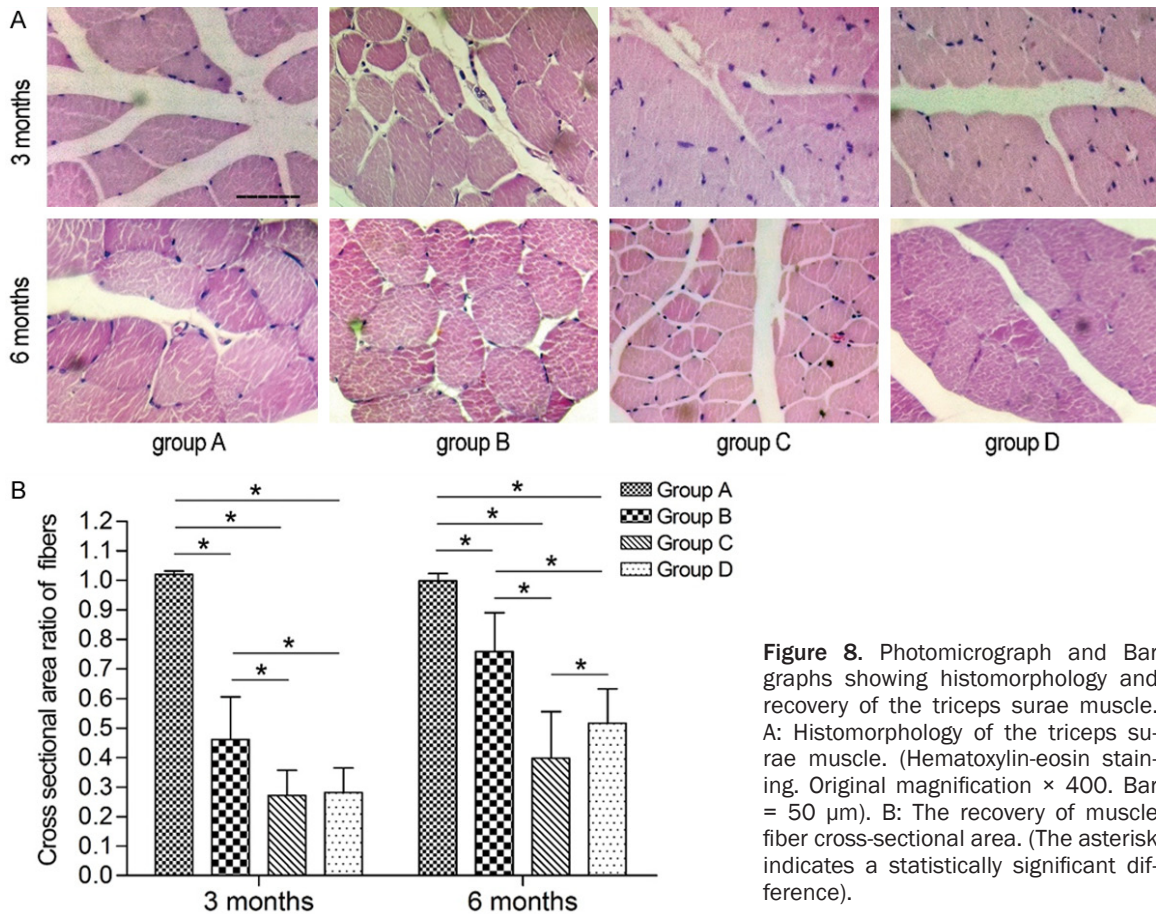 A
3 months
6 months
group A
group B
group C
group D
B
Cross sectional area ratio of fibers
1.2
1.1
1.0
0.9
0.8
0.7
0.6
0.5
0.4
0.3
0.2
0.1
0.0
*
*
*
*
*
*
*
*
*
*
*
3 months
6 months
Group A
Group B
Group C
Group D
Figure 8. Photomicrograph and Bar
graphs showing histomorphology and
recovery of the triceps surae muscle.
A: Histomorphology of the triceps su-
rae muscle. (Hematoxylin-eosin stain-
ing. Original magnification × 400. Bar
= 50 μm). B: The recovery of muscle
fiber cross-sectional area. (The asterisk
indicates a statistically significant dif-
ference).